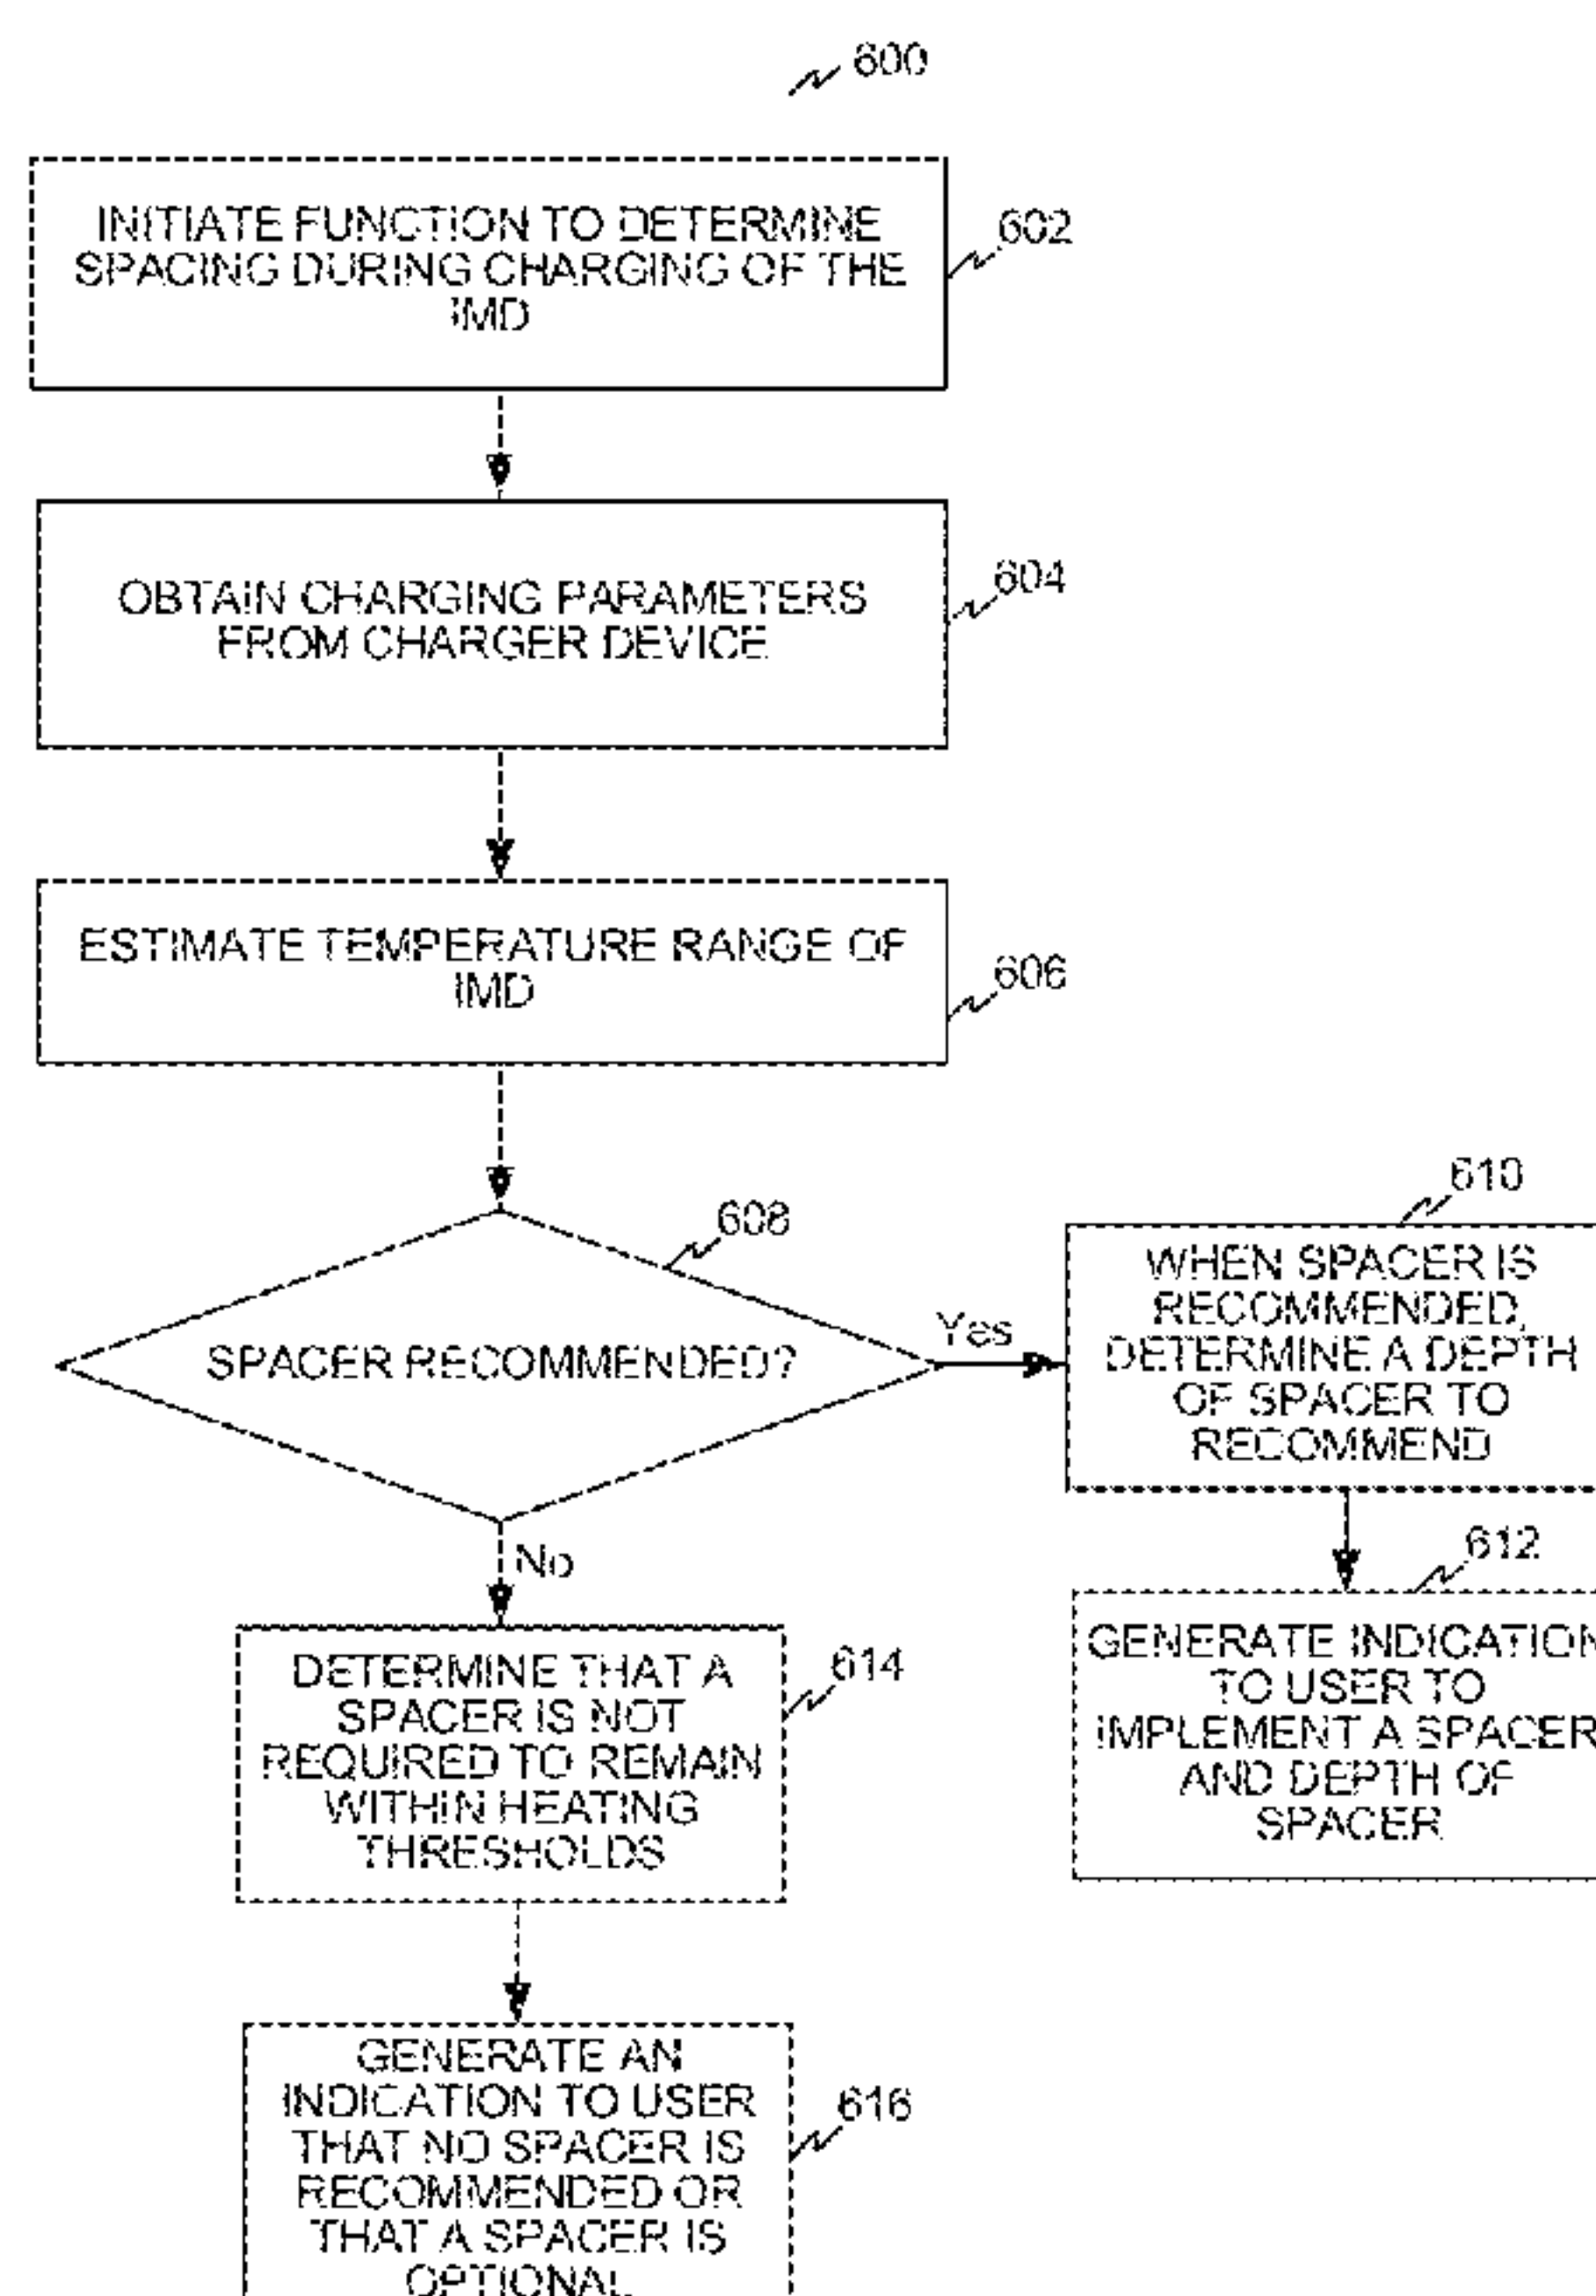 600
INITIATE FUNCTION TO DETERMINE
SPACING DURING CHARGING OF THE
IMD
602
OBTAIN CHARGING PARAMETERS
FROM CHARGER DEVICE
604
ESTIMATE TEMPERATURE RANGE OF
IMD
606
608
SPACER RECOMMENDED?
Yes
610
WHEN SPACER IS
RECOMMENDED,
DETERMINE A DEPTH
OF SPACER TO
RECOMMEND
612
GENERATE INDICATION
TO USER TO
IMPLEMENT A SPACER
AND DEPTH OF
SPACER
No
614
DETERMINE THAT A
SPACER IS NOT
REQUIRED TO REMAIN
WITHIN HEATING
THRESHOLDS
616
GENERATE AN
INDICATION TO USER
THAT NO SPACER IS
RECOMMENDED OR
THAT A SPACER IS
OPTIONAL